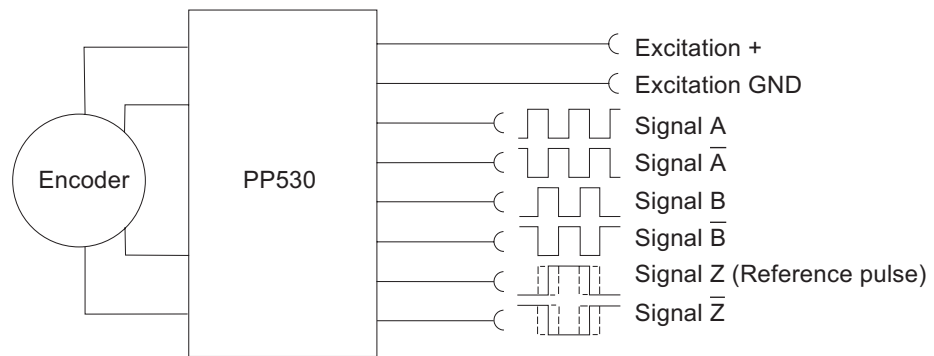 Excitation +
Excitation GND
Signal A
Signal A̅
Encoder
PP530
Signal B
Signal B̅
Signal Z (Reference pulse)
Signal Z̅